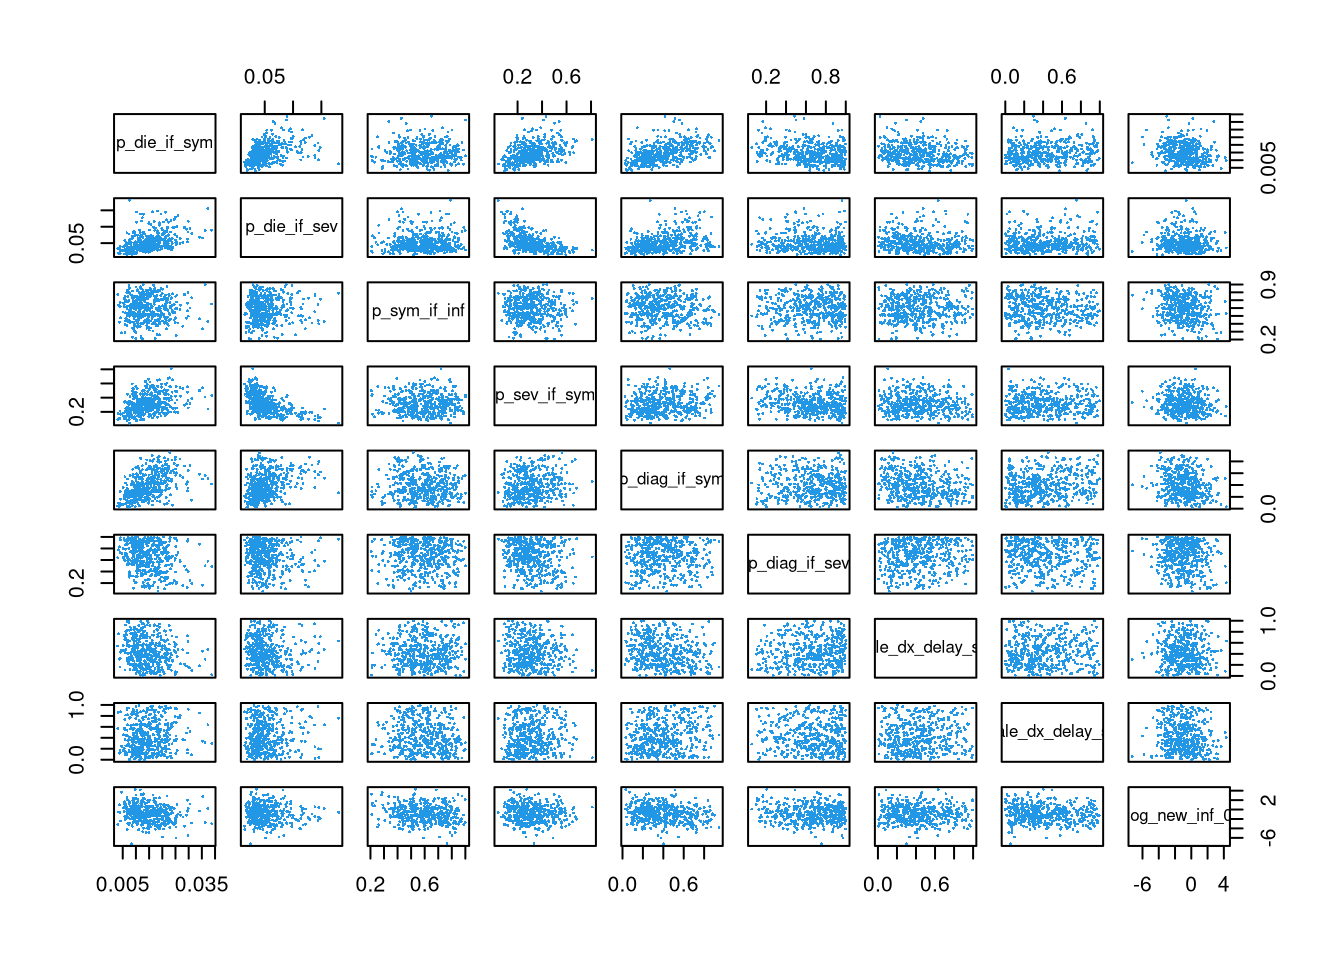 0.05
0.2 0.6
0.2 0.8
0.0 0.6
p_die_if_sym
0.005
0.05
p_die_if_sev
p_sym_if_inf
0.2 0.9
0.2
p_sev_if_sym
p_diag_if_sym
0.0
0.2
p_diag_if_sev
le_dx_delay_s
0.0 1.0
0.0 1.0
ale_dx_delay_
og_new_inf_0
-6 2
0.005 0.035
0.2 0.6
0.0 0.6
0.0 0.6
-6 0 4